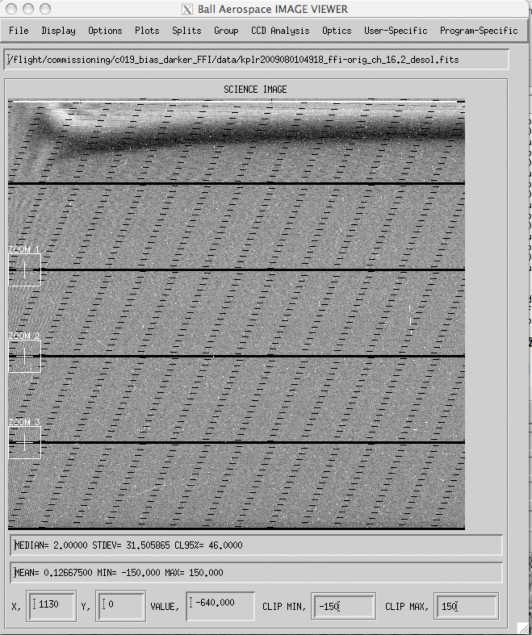 Ball Aerospace IMAGE VIEWER
File Display Options Plots Splits Group CCD Analysis Optics User-Specific Program-Specific
/flight/commissioning/c019_bias_darker_FFI/data/kplr2009080104918_ffi-orig_ch_16.2_desol.fits
SCIENCE IMAGE
ZOOM 1
ZOOM 2
ZOOM 3
MEDIAN= 2.00000 STDEV= 31.505865 CL95%= 46.0000
MEAN= 0.12667500 MIN= -150.000 MAX= 150.000
X, 1130 Y, 0 VALUE, -640.000 CLIP MIN, -150 CLIP MAX, 150